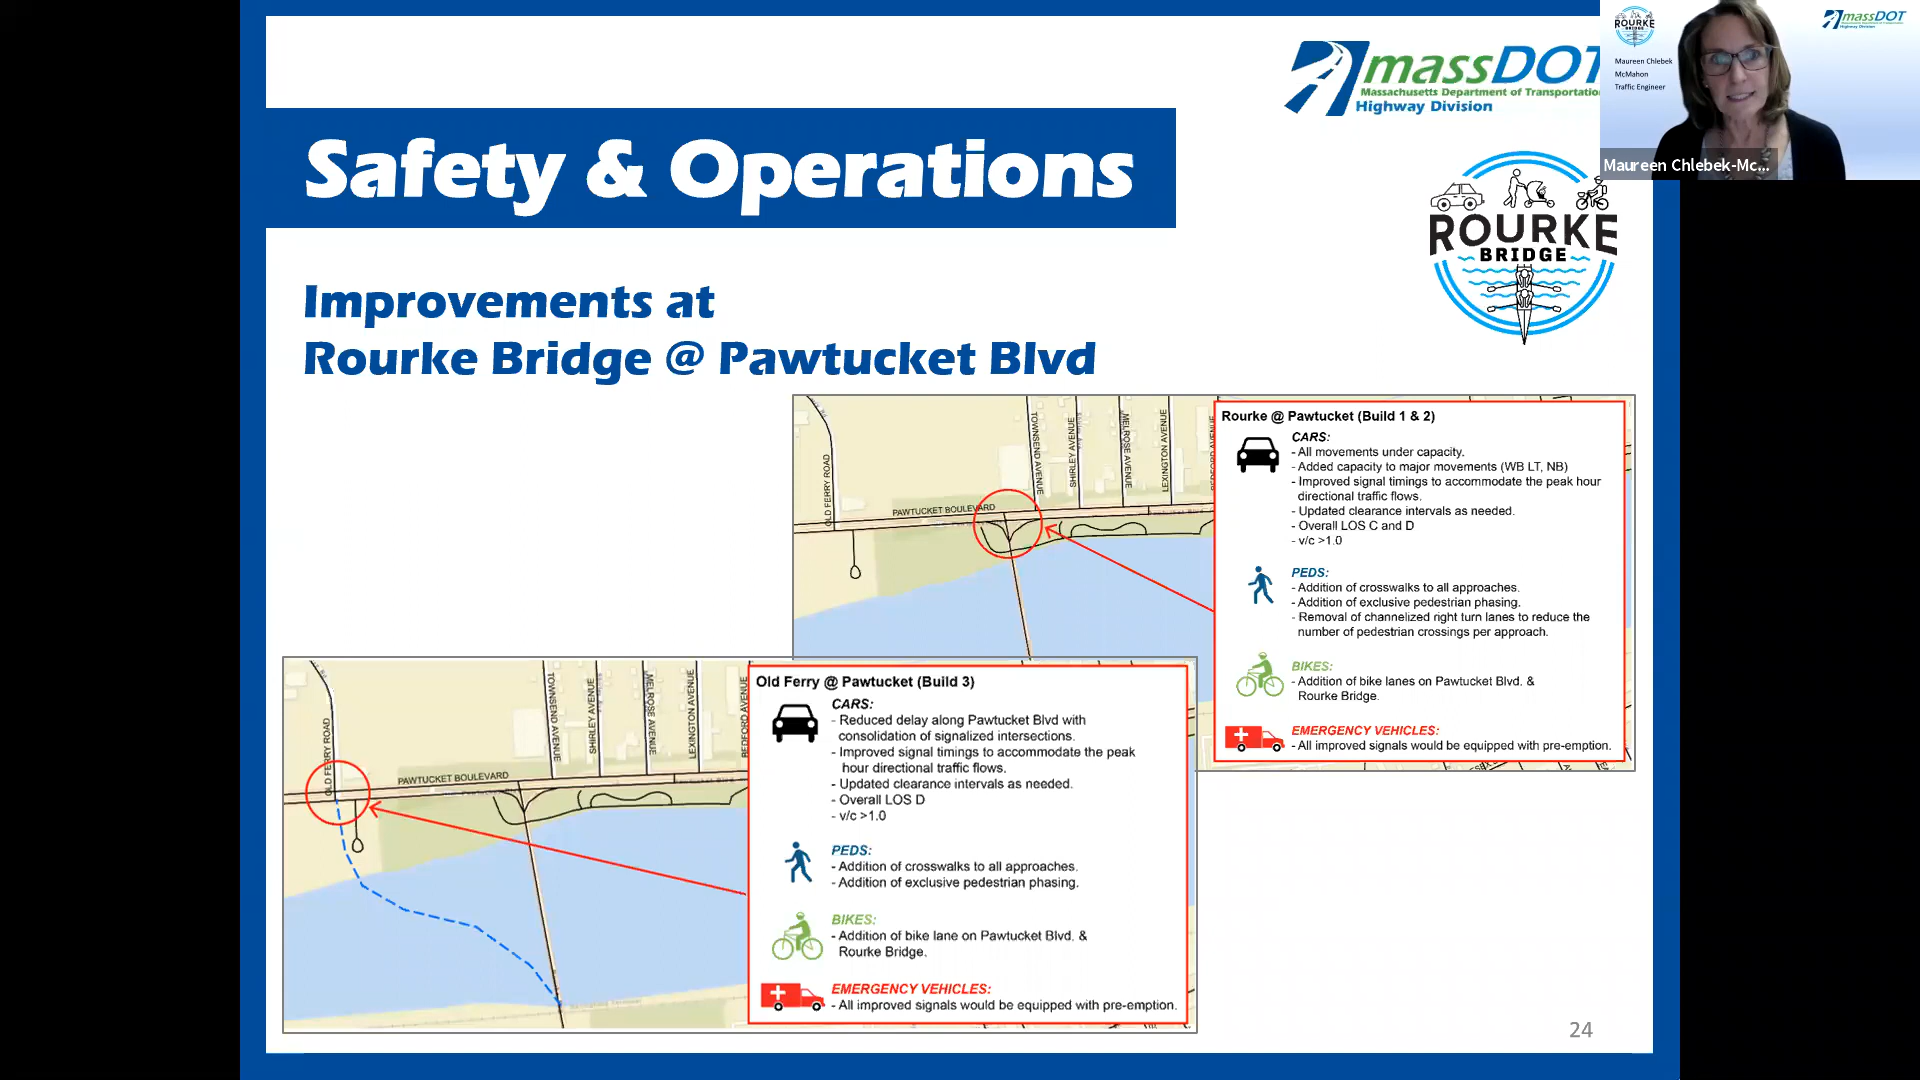 massDOT
Massachusetts Department of Transportation
Highway Division
ROURKE
BRIDGE
massDOT
Highway Division
Maureen Chlebek
McMahon
Traffic Engineer
Maureen Chlebek-Mc...
Safety & Operations
ROURKE
BRIDGE
Improvements at
Rourke Bridge @ Pawtucket Blvd
OLD FERRY ROAD
TOWNSEND AVENUE
SHIRLEY AVENUE
MELROSE AVENUE
LEXINGTON AVENUE
BEDFORD AVENUE
PAWTUCKET BOULEVARD
Rourke @ Pawtucket (Build 1 & 2)
CARS:
- All movements under capacity.
- Added capacity to major movements (WB LT, NB)
- Improved signal timings to accommodate the peak hour
directional traffic flows.
- Updated clearance intervals as needed.
- Overall LOS C and D
- v/c >1.0
PEDS:
- Addition of crosswalks to all approaches.
- Addition of exclusive pedestrian phasing.
- Removal of channelized right turn lanes to reduce the
number of pedestrian crossings per approach.
BIKES:
- Addition of bike lanes on Pawtucket Blvd. &
Rourke Bridge.
EMERGENCY VEHICLES:
- All improved signals would be equipped with pre-emption.
OLD FERRY ROAD
TOWNSEND AVENUE
SHIRLEY AVENUE
MELROSE AVENUE
LEXINGTON AVENUE
BEDFORD AVENUE
PAWTUCKET BOULEVARD
Old Ferry @ Pawtucket (Build 3)
CARS:
- Reduced delay along Pawtucket Blvd with
consolidation of signalized intersections.
- Improved signal timings to accommodate the peak
hour directional traffic flows.
- Updated clearance intervals as needed.
- Overall LOS D
- v/c >1.0
PEDS:
- Addition of crosswalks to all approaches.
- Addition of exclusive pedestrian phasing.
BIKES:
- Addition of bike lane on Pawtucket Blvd. &
Rourke Bridge.
EMERGENCY VEHICLES:
- All improved signals would be equipped with pre-emption.
24